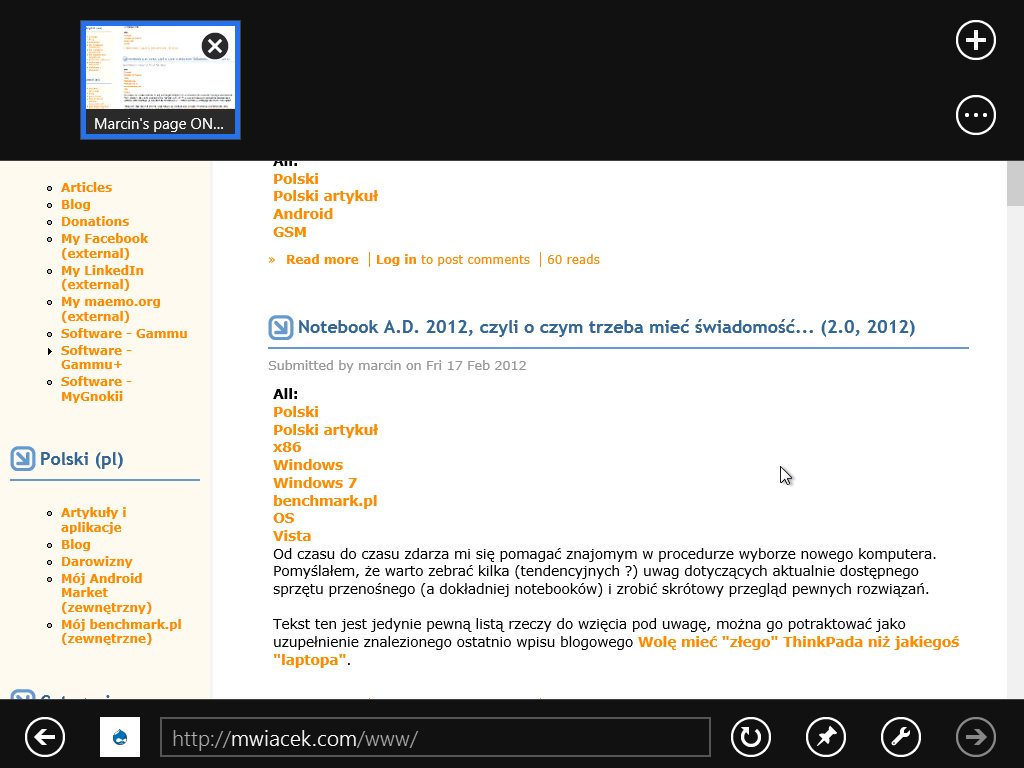 Marcin's page ON...
Articles
Blog
Donations
My Facebook
(external)
My LinkedIn
(external)
My maemo.org
(external)
Software - Gammu
Software -
Gammu+
Software -
MyGnokii
Polski (pl)
Artykuły i
aplikacje
Blog
Darowizny
Mój Android
Market
(zewnętrzny)
Mój benchmark.pl
(zewnętrzne)
All:
Polski
Polski artykuł
Android
GSM
» Read more Log in to post comments 60 reads
Notebook A.D. 2012, czyli o czym trzeba mieć świadomość... (2.0, 2012)
Submitted by marcin on Fri 17 Feb 2012
All:
Polski
Polski artykuł
x86
Windows
Windows 7
benchmark.pl
OS
Vista
Od czasu do czasu zdarza mi się pomagać znajomym w procedurze wyborze nowego komputera.
Pomyślałem, że warto zebrać kilka (tendencyjnych ?) uwag dotyczących aktualnie dostępnego
sprzętu przenośnego (a dokładniej notebooków) i zrobić skrótowy przegląd pewnych rozwiązań.
Tekst ten jest jedynie pewną listą rzeczy do wzięcia pod uwagę, można go potraktować jako
uzupełnienie znalezionego ostatnio wpisu blogowego Wolę mieć "złego" ThinkPada niż jakiegoś
"laptopa".
http://mwiacek.com/www/